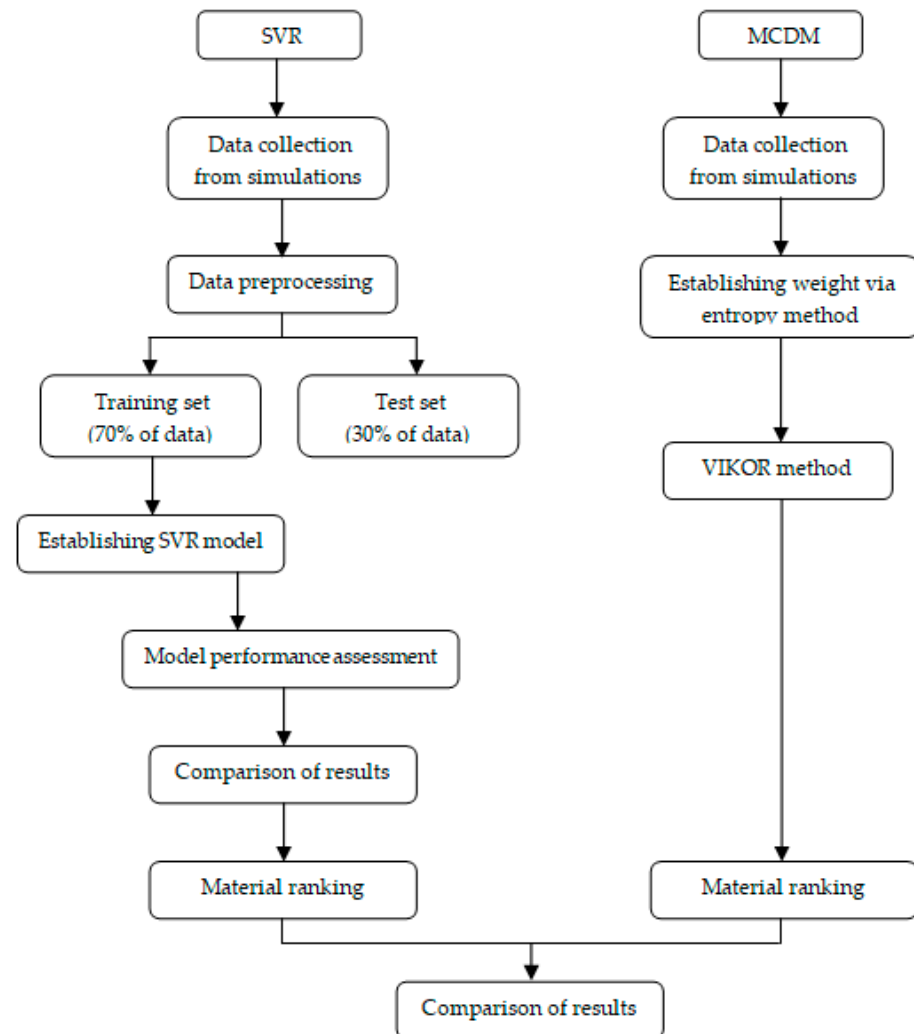 SVR
MCDM
Data collection
from simulations
Data collection
from simulations
Data preprocessing
Establishing weight via
entropy method
Training set
(70% of data)
Test set
(30% of data)
VIKOR method
Establishing SVR model
Model performance assessment
Comparison of results
Material ranking
Material ranking
Comparison of results